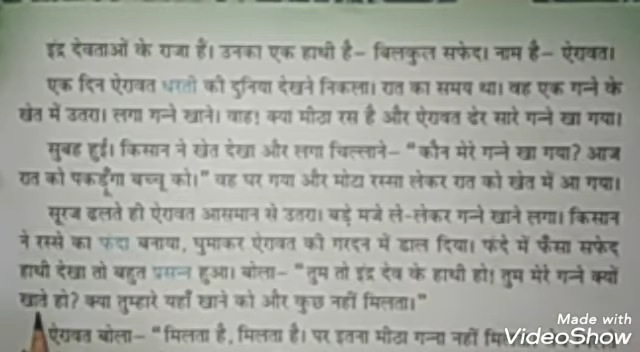 इंद्र देवताओं के राजा हैं। उनका एक हाथी है– बिलकुल सफेद। नाम है– ऐरावत।
एक दिन ऐरावत धरती की दुनिया देखने निकला। रात का समय था। वह एक गन्ने के
खेत में उतरा। लगा गन्ने खाने। वाह! क्या मीठा रस है और ऐरावत ढेर सारे गन्ने खा गया।
सुबह हुई। किसान ने खेत देखा और लगा चिल्लाने– "कौन मेरे गन्ने खा गया? आज
रात को पकड़ूँगा बच्चू को।" वह घर गया और मोटा रस्सा लेकर रात को खेत में आ गया।
सूरज ढलते ही ऐरावत आसमान से उतरा। बड़े मजे ले-लेकर गन्ने खाने लगा। किसान
ने रस्से का फंदा बनाया, घुमाकर ऐरावत की गरदन में डाल दिया। फंदे में फँसा सफेद
हाथी देखा तो बहुत प्रसन्न हुआ। बोला– "तुम तो इंद्र देव के हाथी हो! तुम मेरे गन्ने क्यों
खाते हो? क्या तुम्हारे यहाँ खाने को और कुछ नहीं मिलता।"
ऐरावत बोला– "मिलता है, मिलता है। पर इतना मीठा गन्ना नहीं
Made with
VideoShow